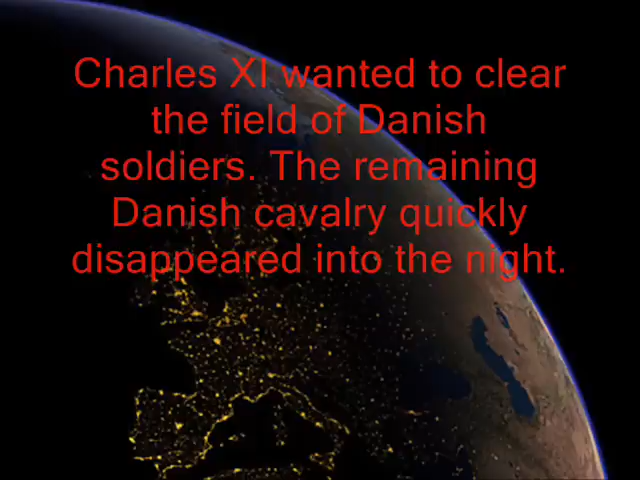 Charles XI wanted to clear
the field of Danish
soldiers. The remaining
Danish cavalry quickly
disappeared into the night.